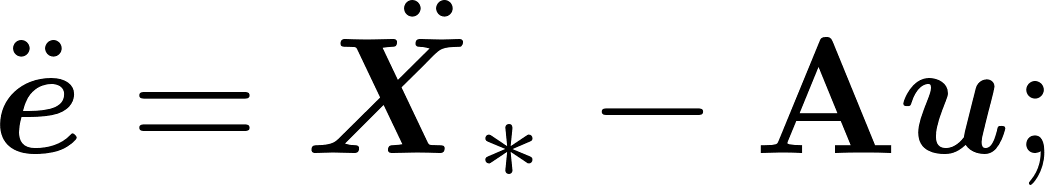 ë = Ẍ∗ − Au;